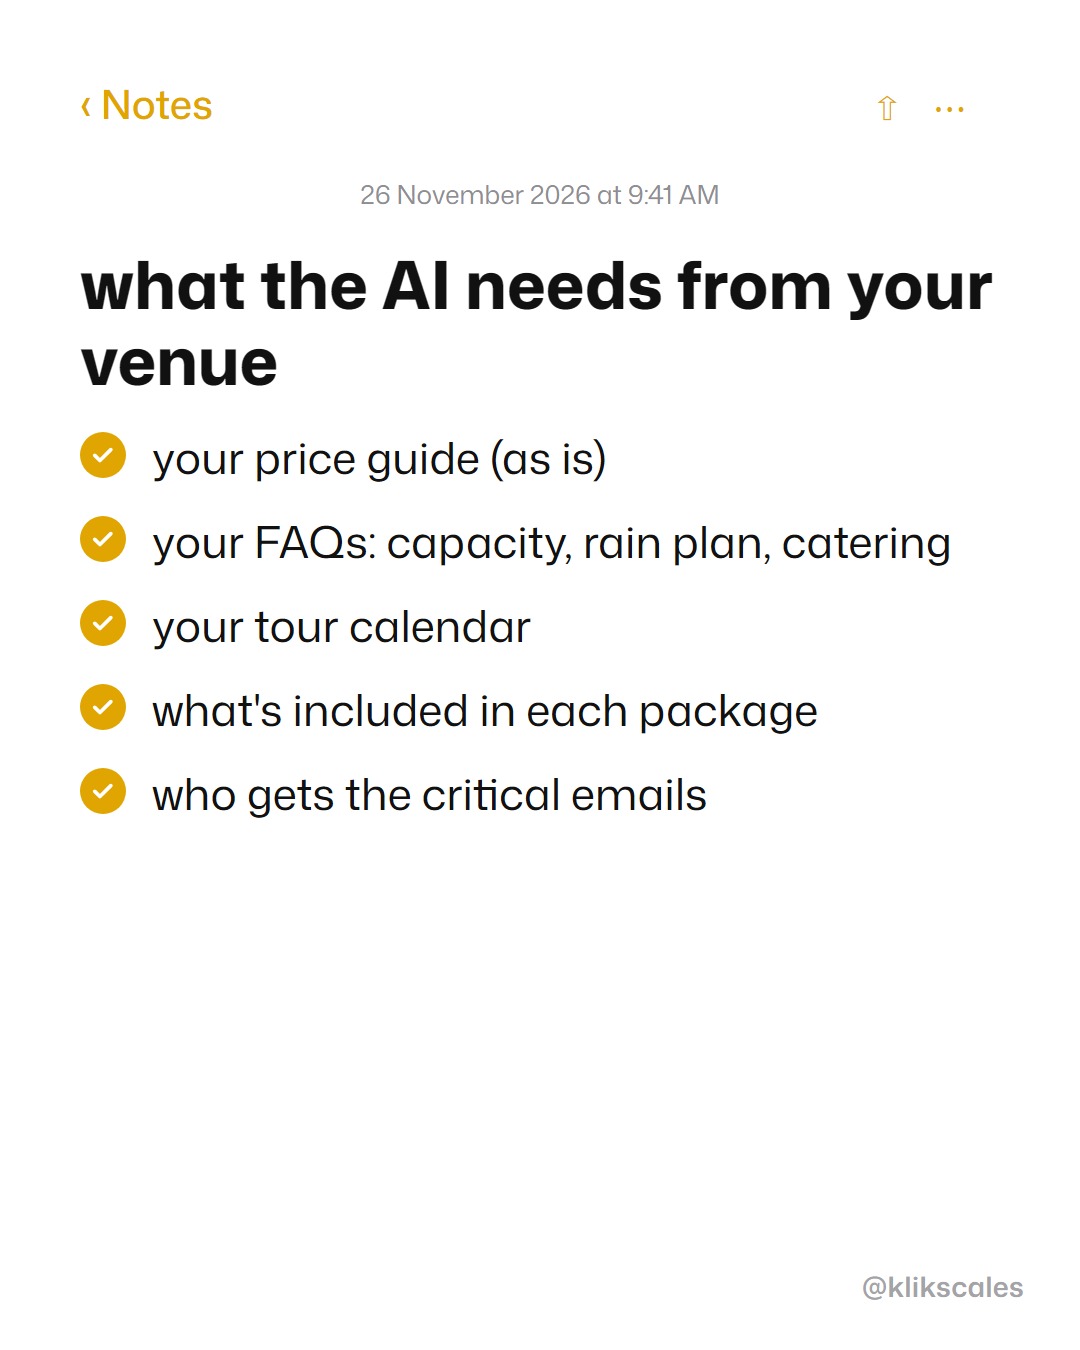 ‹ Notes
26 November 2026 at 9:41 AM
what the AI needs from your
venue
your price guide (as is)
your FAQs: capacity, rain plan, catering
your tour calendar
what's included in each package
who gets the critical emails
@klikscales